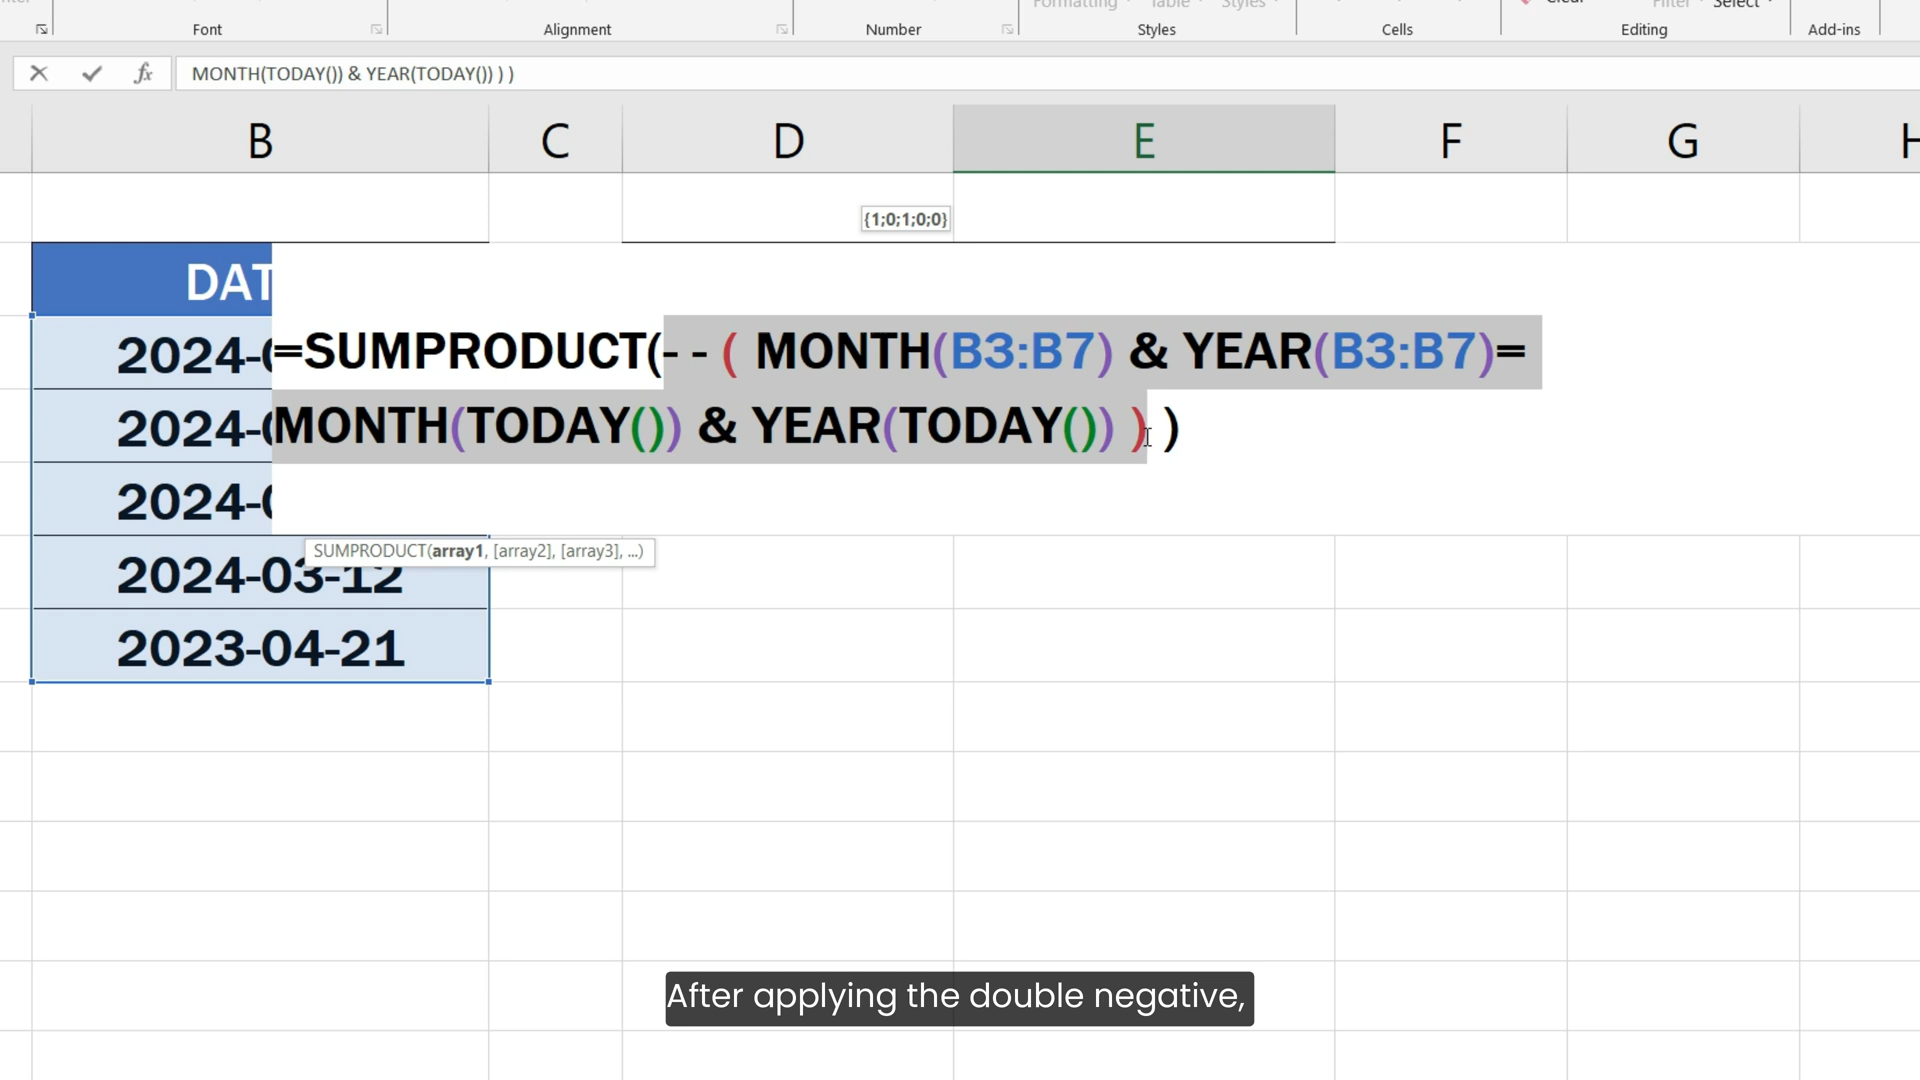 Formatting Table Styles Clear Filter Select
Font Alignment Number Styles Cells Editing Add-ins
fx MONTH(TODAY()) & YEAR(TODAY()) ) )
B C D E F G H
{1;0;1;0;0}
DAT
=SUMPRODUCT(- - ( MONTH(B3:B7) & YEAR(B3:B7)=
2024-0
MONTH(TODAY()) & YEAR(TODAY()) ) )
2024-0
2024-0
SUMPRODUCT(array1, [array2], [array3], ...)
2024-03-12
2023-04-21
After applying the double negative,